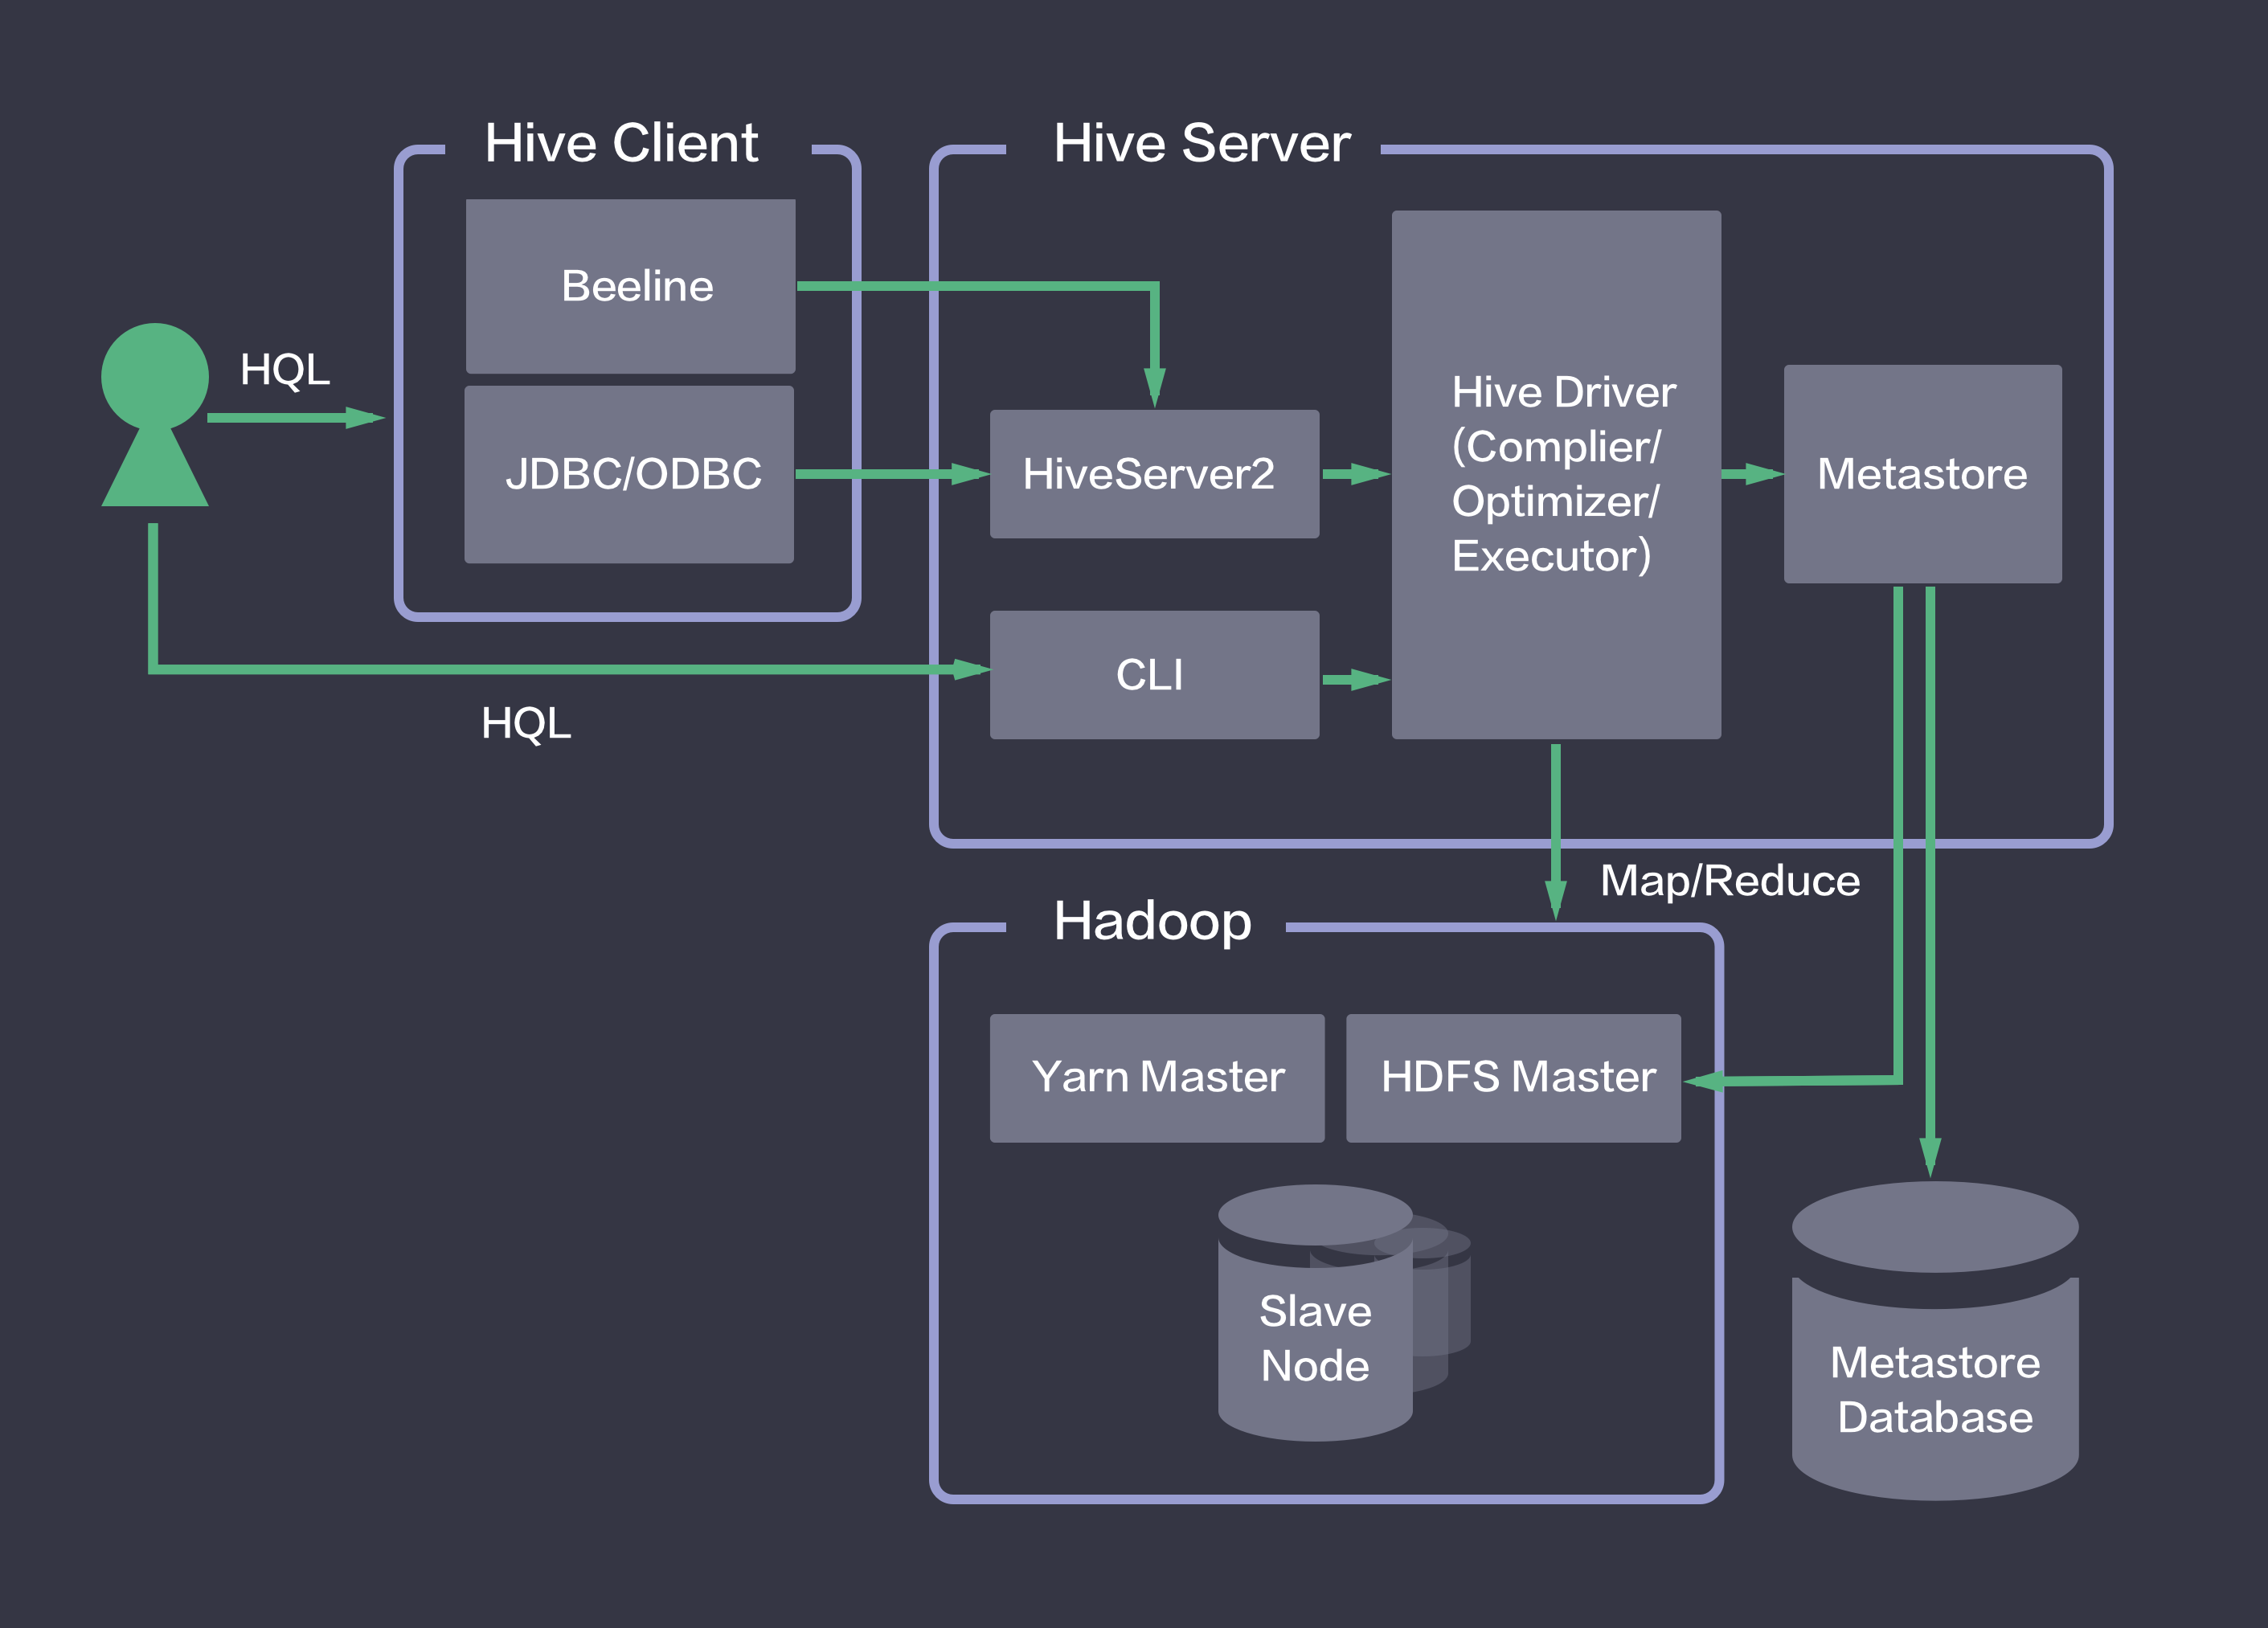 Hive Client
Hive Server
Beeline
HQL
JDBC/ODBC
HiveServer2
Hive Driver
(Complier/
Optimizer/
Executor)
Metastore
CLI
HQL
Map/Reduce
Hadoop
Yarn Master
HDFS Master
Slave
Node
Metastore
Database